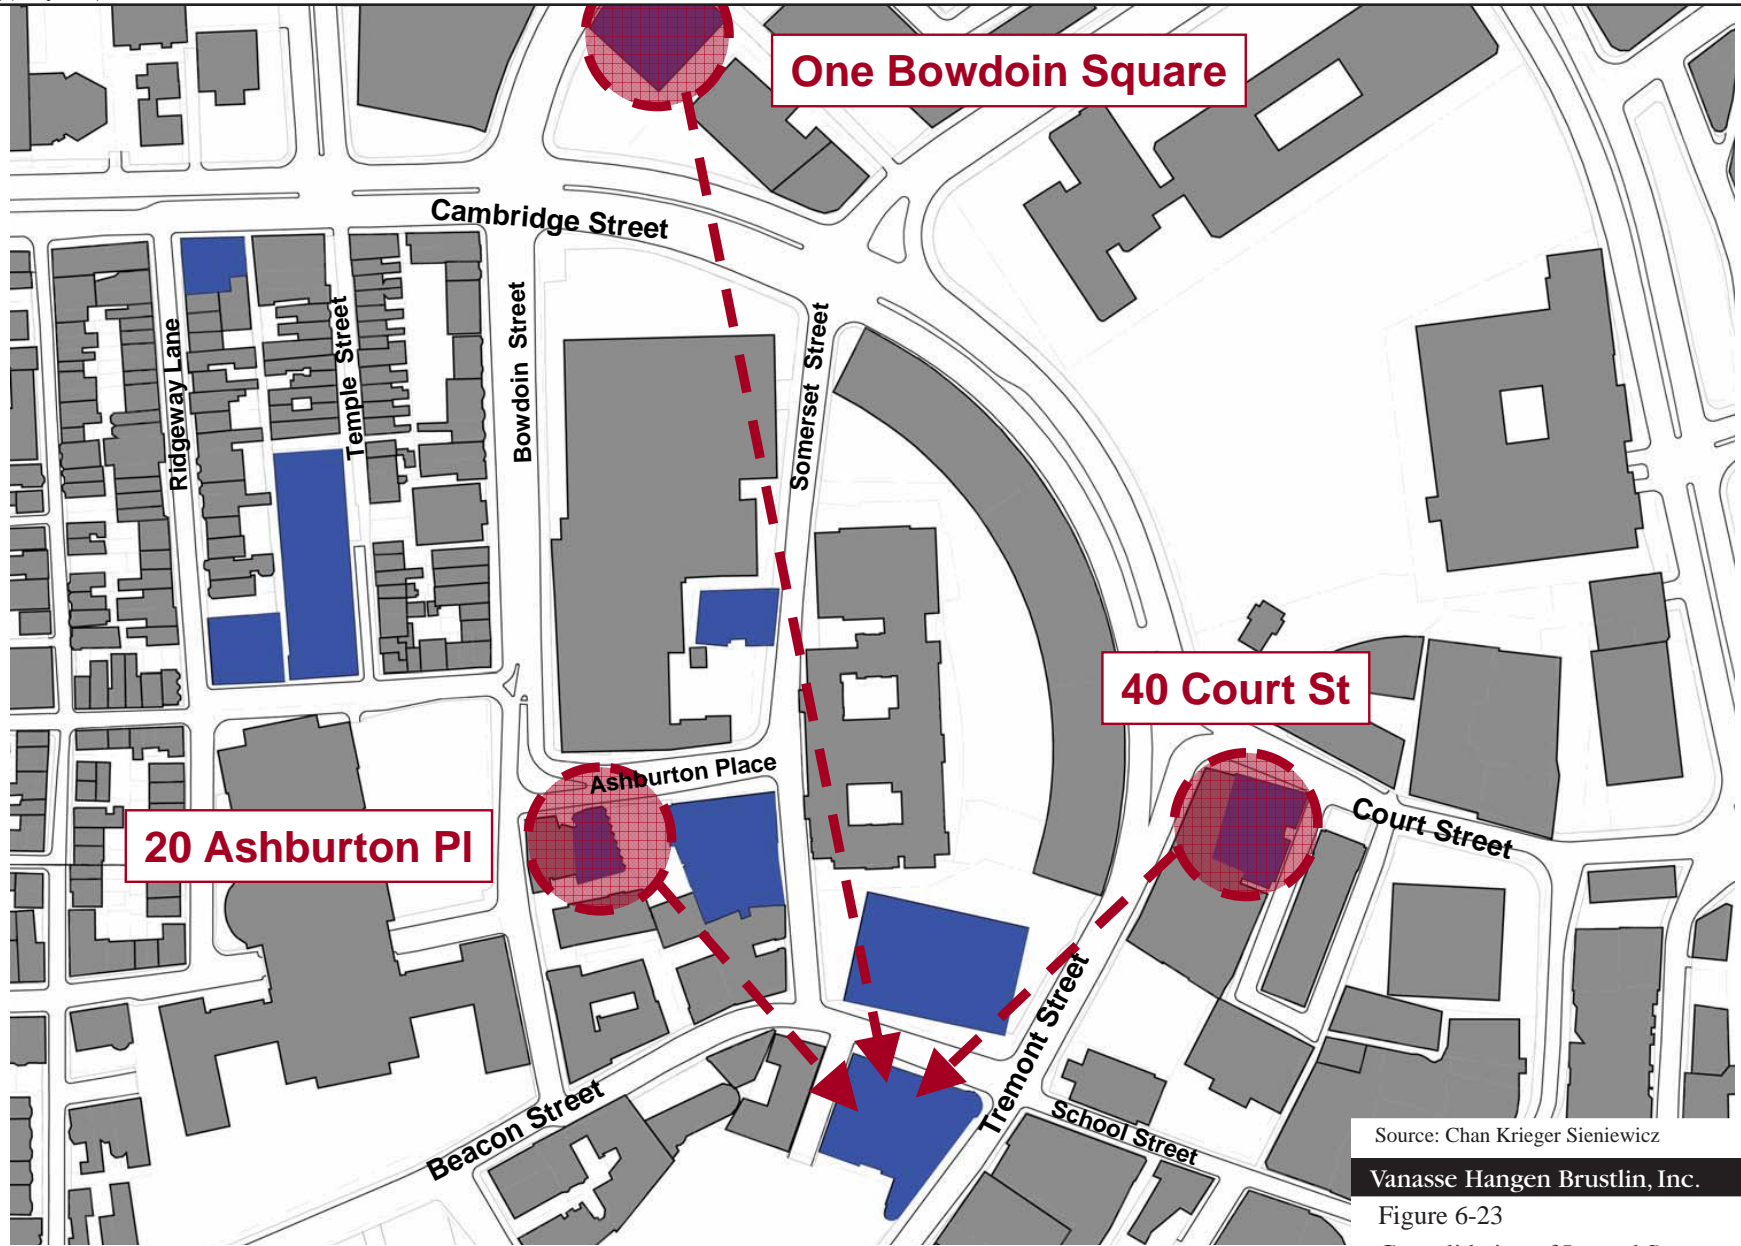 One Bowdoin Square
Cambridge Street
Ridgeway Lane
Temple Street
Bowdoin Street
Somerset Street
40 Court St
Ashburton Place
20 Ashburton Pl
Court Street
Tremont Street
Beacon Street
School Street
Source: Chan Krieger Sieniewicz
Vanasse Hangen Brustlin, Inc.
Figure 6-23